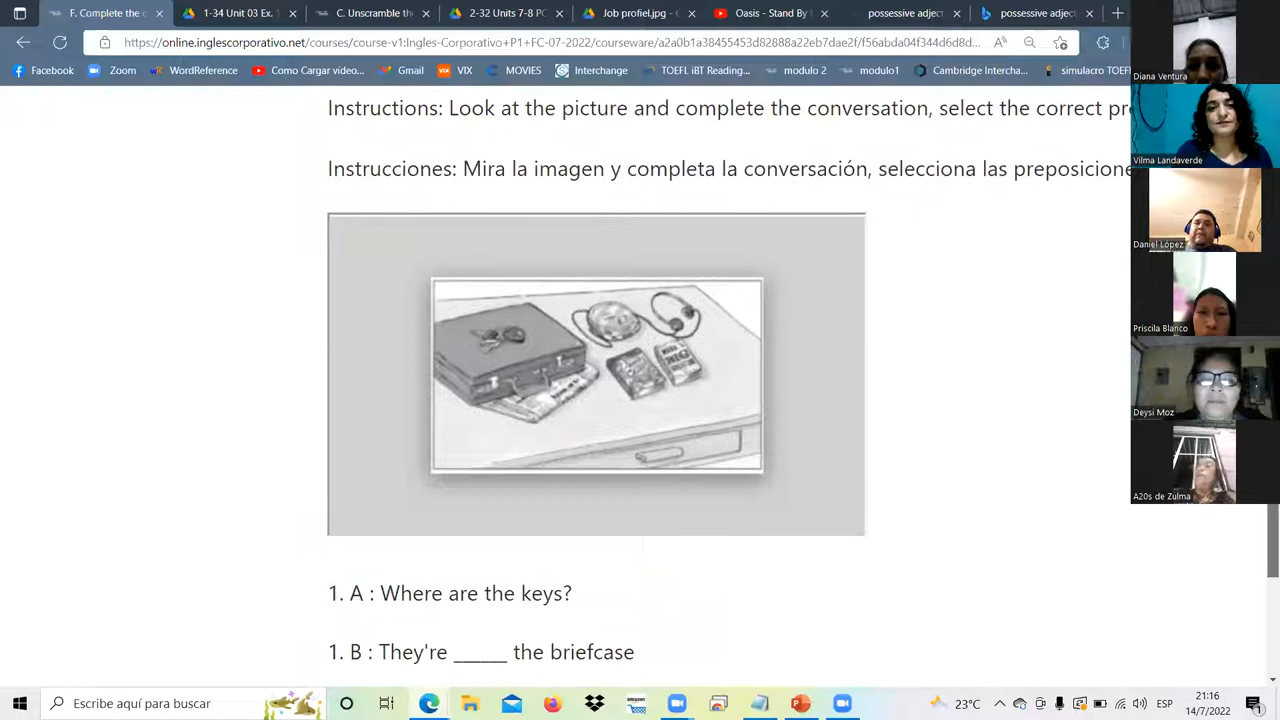 F. Complete the c
1-34 Unit 03 Ex. 1
C. Unscramble th
2-32 Units 7-8 PC
Job profiel.jpg - G
Oasis - Stand By
possessive adject
possessive adject
https://online.inglescorporativo.net/courses/course-v1:Ingles-Corporativo+P1+FC-07-2022/courseware/a2a0b1a38455453d82888a22eb7dae2f/f56abda04f344d6d8d...
Facebook
Zoom
WordReference
Como Cargar vídeo...
Gmail
VIX
MOVIES
Interchange
TOEFL iBT Reading...
modulo 2
modulo1
Cambridge Intercha...
simulacro TOEFL
Instructions: Look at the picture and complete the conversation, select the correct pr
Instrucciones: Mira la imagen y completa la conversación, selecciona las preposicione
1. A : Where are the keys?
1. B : They're _____ the briefcase
Diana Ventura
Vilma Landaverde
Daniel López
Priscila Blanco
Deysi Moz
A20s de Zulma
Escribe aquí para buscar
23°C
ESP
21:16
14/7/2022